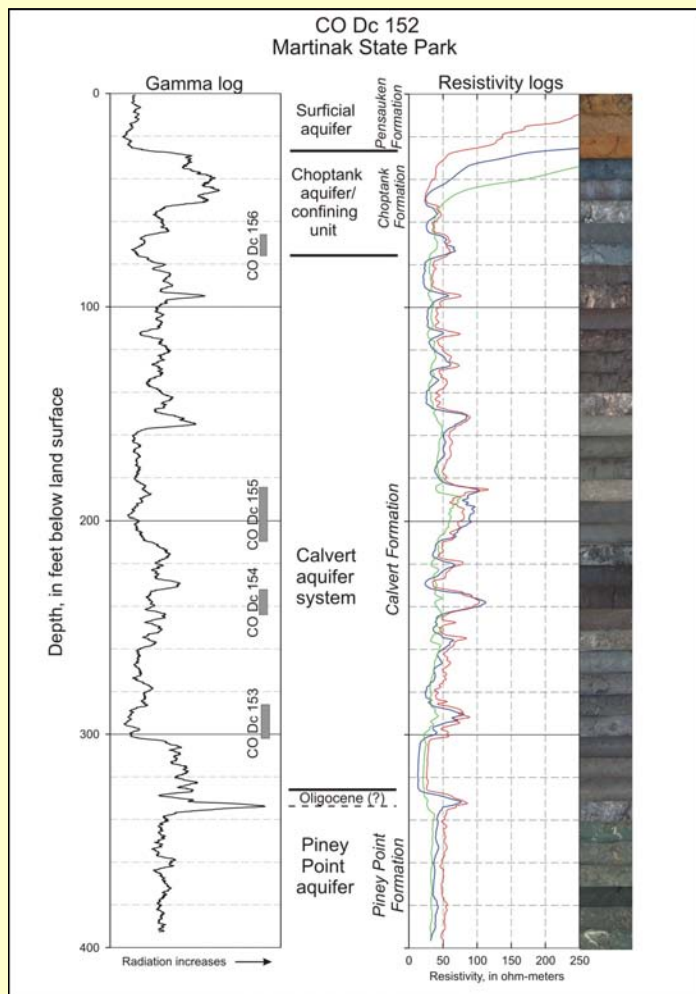 CO Dc 152
Martinak State Park
Gamma log
Resistivity logs
0
100
200
300
400
Depth, in feet below land surface
Radiation increases
CO Dc 156
CO Dc 155
CO Dc 154
CO Dc 153
Surficial
aquifer
Choptank
aquifer/
confining
unit
Calvert
aquifer
system
Oligocene (?)
Piney
Point
aquifer
Pensauken
Formation
Choptank
Formation
Calvert Formation
Piney Point
Formation
0 50 100 150 200 250
Resistivity, in ohm-meters